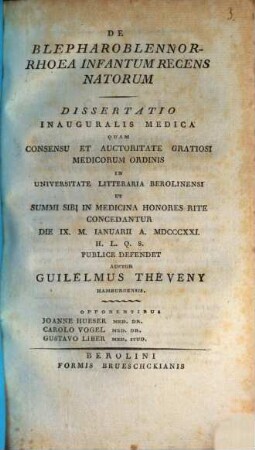 3
DE
BLEPHAROBLENNOR-
RHOEA INFANTUM RECENS
NATORUM
DISSERTATIO
INAUGURALIS MEDICA
QUAM
CONSENSU ET AUCTORITATE GRATIOSI
MEDICORUM ORDINIS
IN
UNIVERSITATE LITTERARIA BEROLINENSI
UT
SUMMI SIBI IN MEDICINA HONORES RITE
CONCEDANTUR
DIE IX. M. IANUARII A. MDCCCXXI.
H. L. Q. S.
PUBLICE DEFENDET
AUCTOR
GUILELMUS THEVENY
HAMBURGENSIS.
OPPONENTIBUS
JOANNE HUESER MED. DR.
CAROLO VOGEL MED. DR.
GUSTAVO LIBER MED. STUD.
BEROLINI
FORMIS BRUESCHCKIANIS